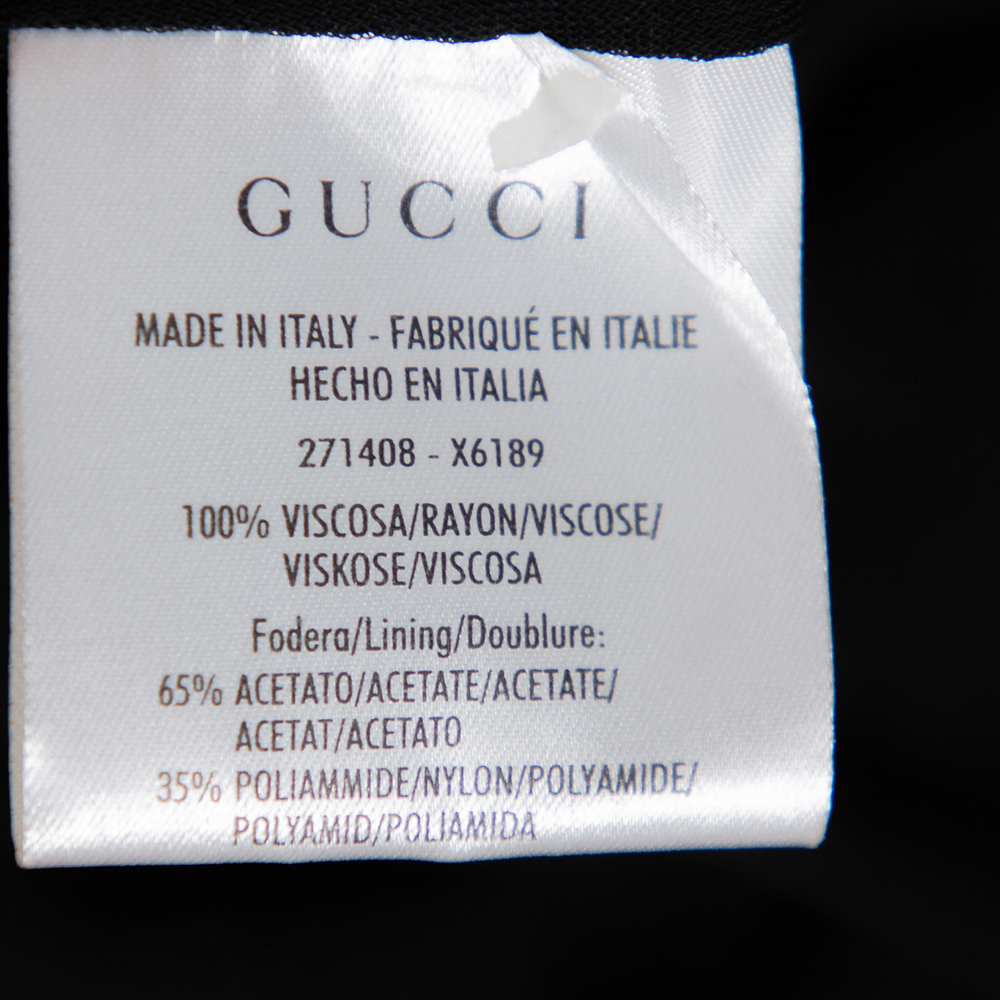 GUCCI
MADE IN ITALY - FABRIQUÉ EN ITALIE
HECHO EN ITALIA
271408 - X6189
100% VISCOSA/RAYON/VISCOSE/
VISKOSE/VISCOSA
Fodera/Lining/Doublure:
65% ACETATO/ACETATE/ACETATE/
ACETAT/ACETATO
35% POLIAMMIDE/NYLON/POLYAMIDE/
POLYAMID/POLIAMIDA